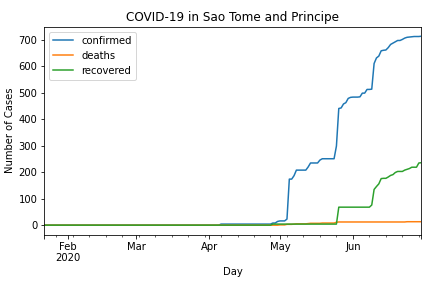 COVID-19 in Sao Tome and Principe
confirmed
deaths
recovered
Number of Cases
700
600
500
400
300
200
100
0
Feb
2020
Mar
Apr
May
Jun
Day